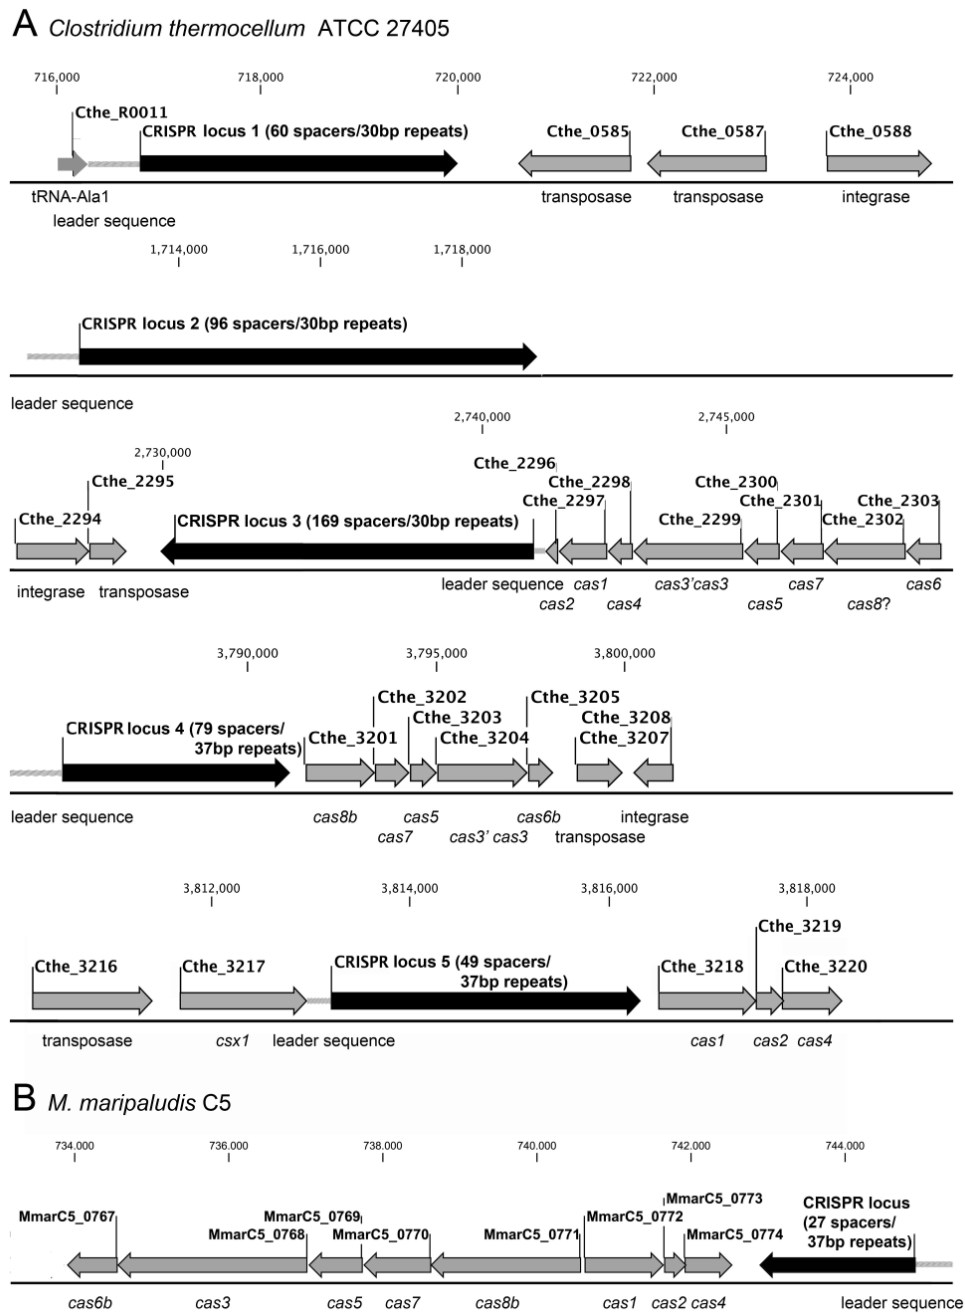 A Clostridium thermocellum ATCC 27405
716,000 718,000 720,000 722,000 724,000
Cthe_R0011
CRISPR locus 1 (60 spacers/30bp repeats) Cthe_0585 Cthe_0587 Cthe_0588
tRNA-Ala1 transposase transposase integrase
leader sequence
1,714,000 1,716,000 1,718,000
CRISPR locus 2 (96 spacers/30bp repeats)
leader sequence
2,740,000 2,745,000
2,730,000
Cthe_2296
Cthe_2295 Cthe_2298 Cthe_2300
Cthe_2297 Cthe_2301 Cthe_2303
Cthe_2294 CRISPR locus 3 (169 spacers/30bp repeats) Cthe_2299 Cthe_2302
integrase transposase leader sequence cas1 cas3'cas3 cas7 cas6
cas2 cas4 cas5 cas8?
3,790,000 3,795,000 3,800,000
Cthe_3202 Cthe_3205
Cthe_3203 Cthe_3208
CRISPR locus 4 (79 spacers/
37bp repeats) Cthe_3201 Cthe_3204 Cthe_3207
leader sequence cas8b cas5 cas6b integrase
cas7 cas3' cas3 transposase
3,812,000 3,814,000 3,816,000 3,818,000
Cthe_3219
Cthe_3216 Cthe_3217 CRISPR locus 5 (49 spacers/ Cthe_3218 Cthe_3220
37bp repeats)
transposase csx1 leader sequence cas1 cas2 cas4
B M. maripaludis C5
734.000 736,000 738,000 740,000 742,000 744,000
MmarC5_0773 CRISPR locus
MmarC5_0767 MmarC5_0769 MmarC5_0772 (27 spacers/
MmarC5_0768 MmarC5_0770 MmarC5_0771 MmarC5_0774 37bp repeats)
cas6b cas3 cas5 cas7 cas8b cas1 cas2 cas4 leader sequence